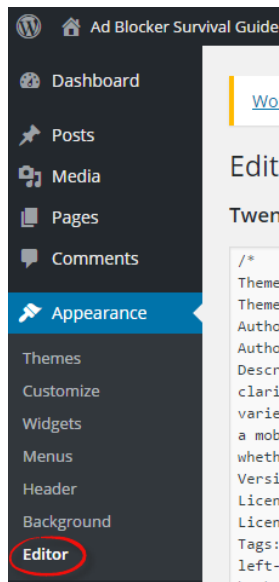 Ad Blocker Survival Guide
Dashboard
Posts
Media
Pages
Comments
Appearance
Themes
Customize
Widgets
Menus
Header
Background
Editor
Wo
Edit
Twen
/*
Theme
Theme
Autho
Autho
Descr
clari
varie
a mob
wheth
Versi
Licen
Licen
Tags:
left-